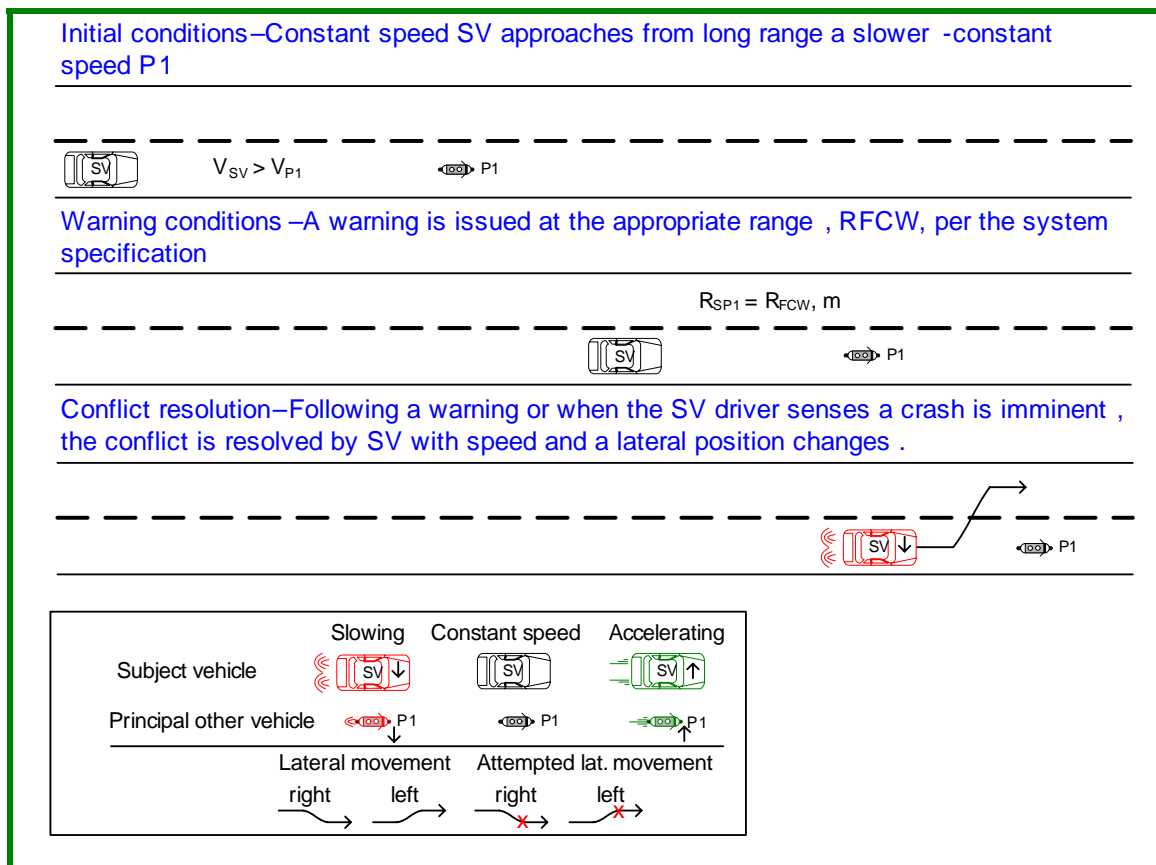 Initial conditions–Constant speed SV approaches from long range a slower -constant
speed P1
SV
V_SV > V_P1
P1
Warning conditions –A warning is issued at the appropriate range , RFCW, per the system
specification
R_SP1 = R_FCW, m
SV
P1
Conflict resolution–Following a warning or when the SV driver senses a crash is imminent ,
the conflict is resolved by SV with speed and a lateral position changes .
SV
P1
Slowing Constant speed Accelerating
Subject vehicle SV SV SV
Principal other vehicle P1 P1 P1
Lateral movement Attempted lat. movement
right left right left